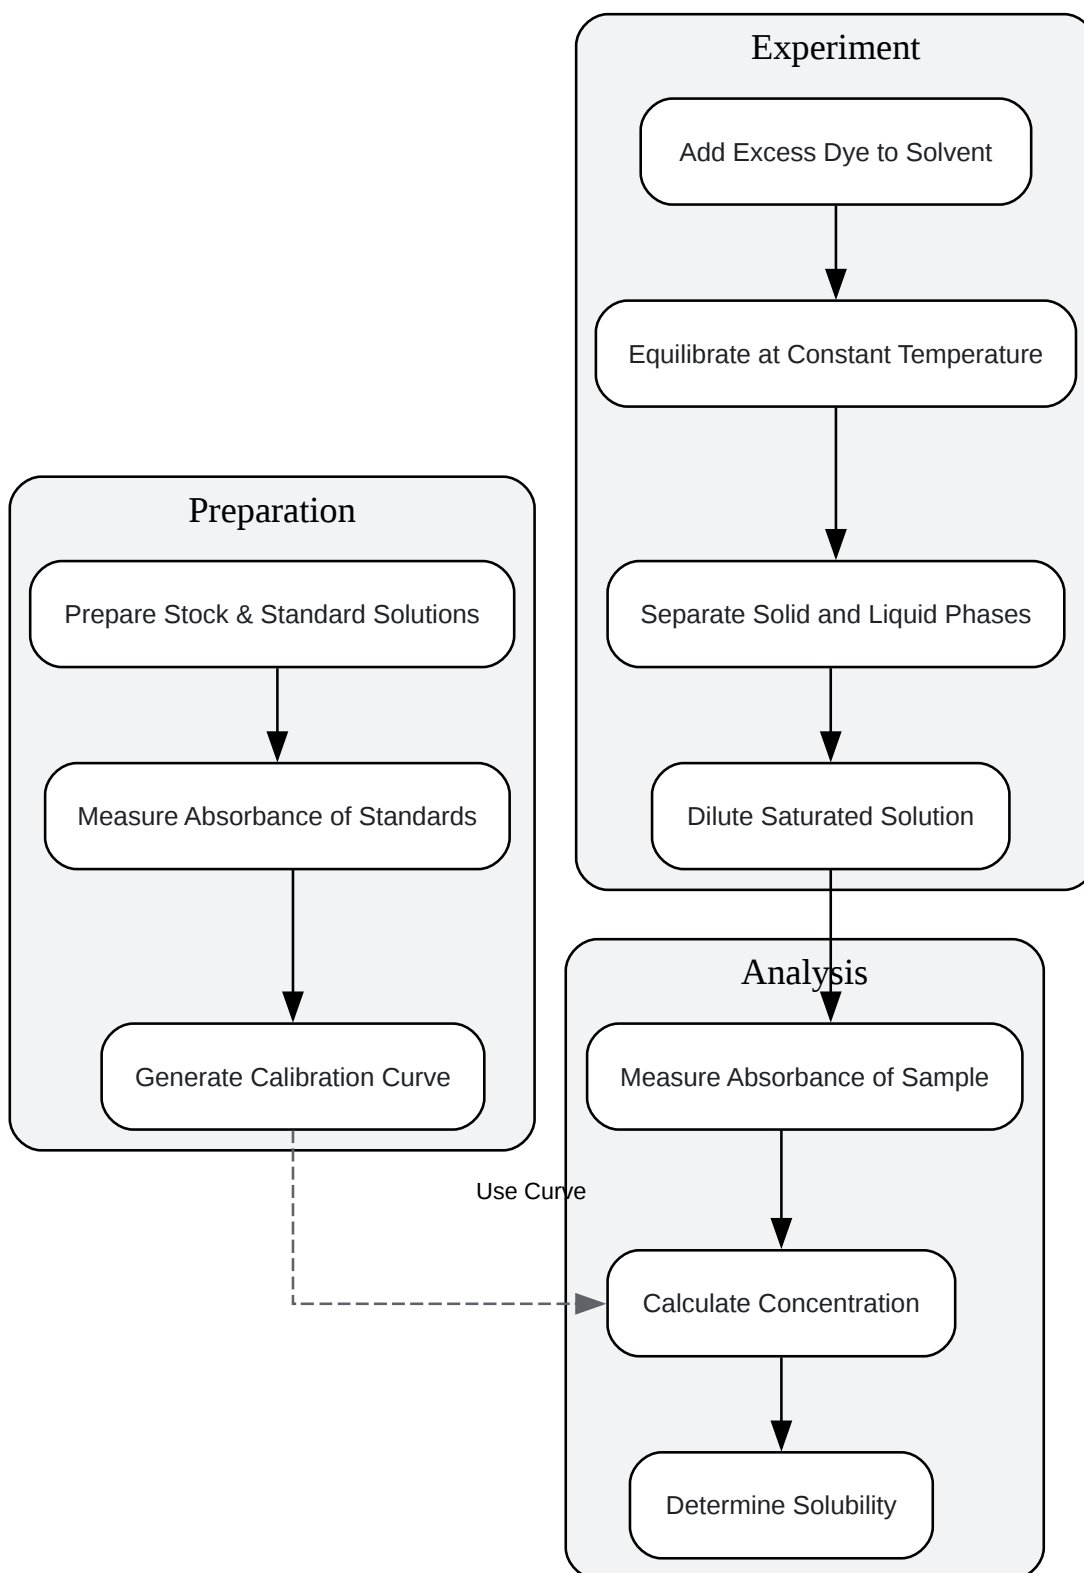 Experiment
Add Excess Dye to Solvent
Equilibrate at Constant Temperature
Separate Solid and Liquid Phases
Dilute Saturated Solution
Preparation
Prepare Stock & Standard Solutions
Measure Absorbance of Standards
Generate Calibration Curve
Use Curve
Analysis
Measure Absorbance of Sample
Calculate Concentration
Determine Solubility